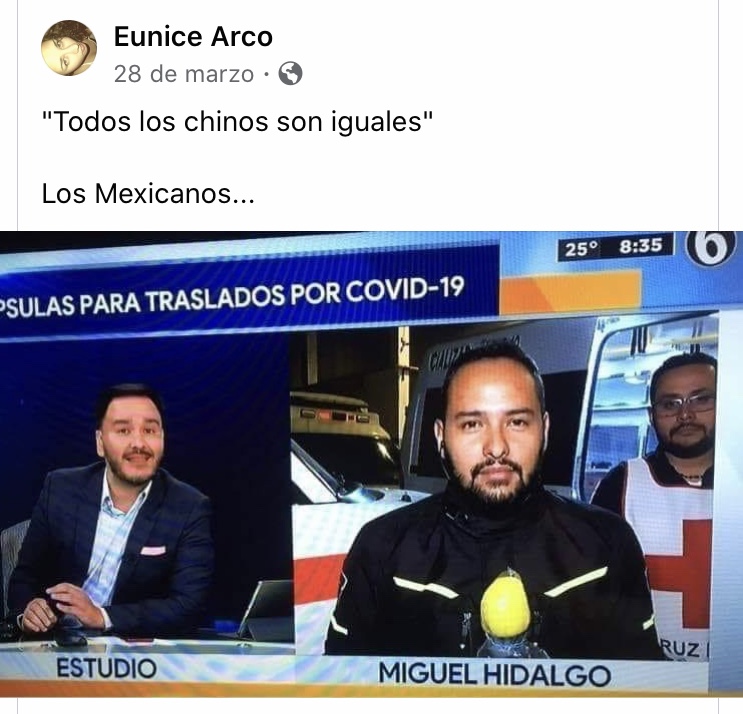 Eunice Arco
28 de marzo ·
"Todos los chinos son iguales"
Los Mexicanos...
25° 8:35 6
PSULAS PARA TRASLADOS POR COVID-19
RUZ
ESTUDIO
MIGUEL HIDALGO